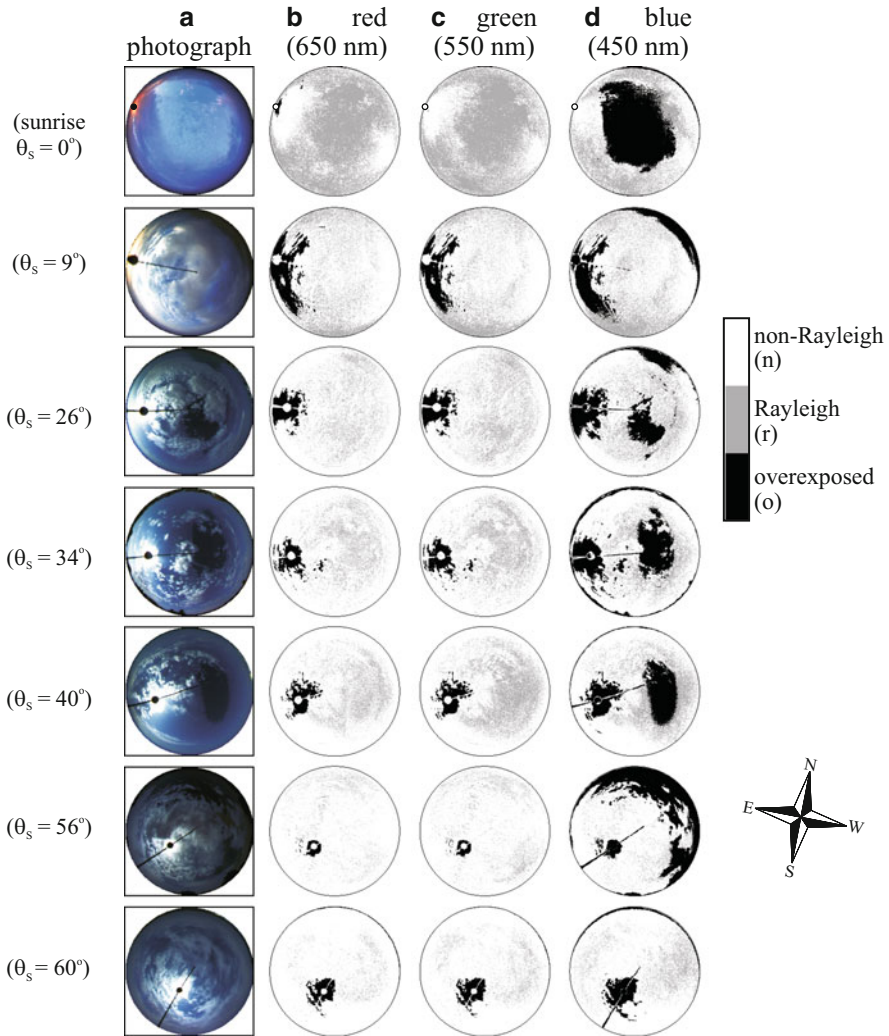 a
photograph
b red
(650 nm)
c green
(550 nm)
d blue
(450 nm)
(sunrise
θs = 0°)
(θs = 9°)
(θs = 26°)
(θs = 34°)
(θs = 40°)
(θs = 56°)
(θs = 60°)
non-Rayleigh
(n)
Rayleigh
(r)
overexposed
(o)
N
E
W
S